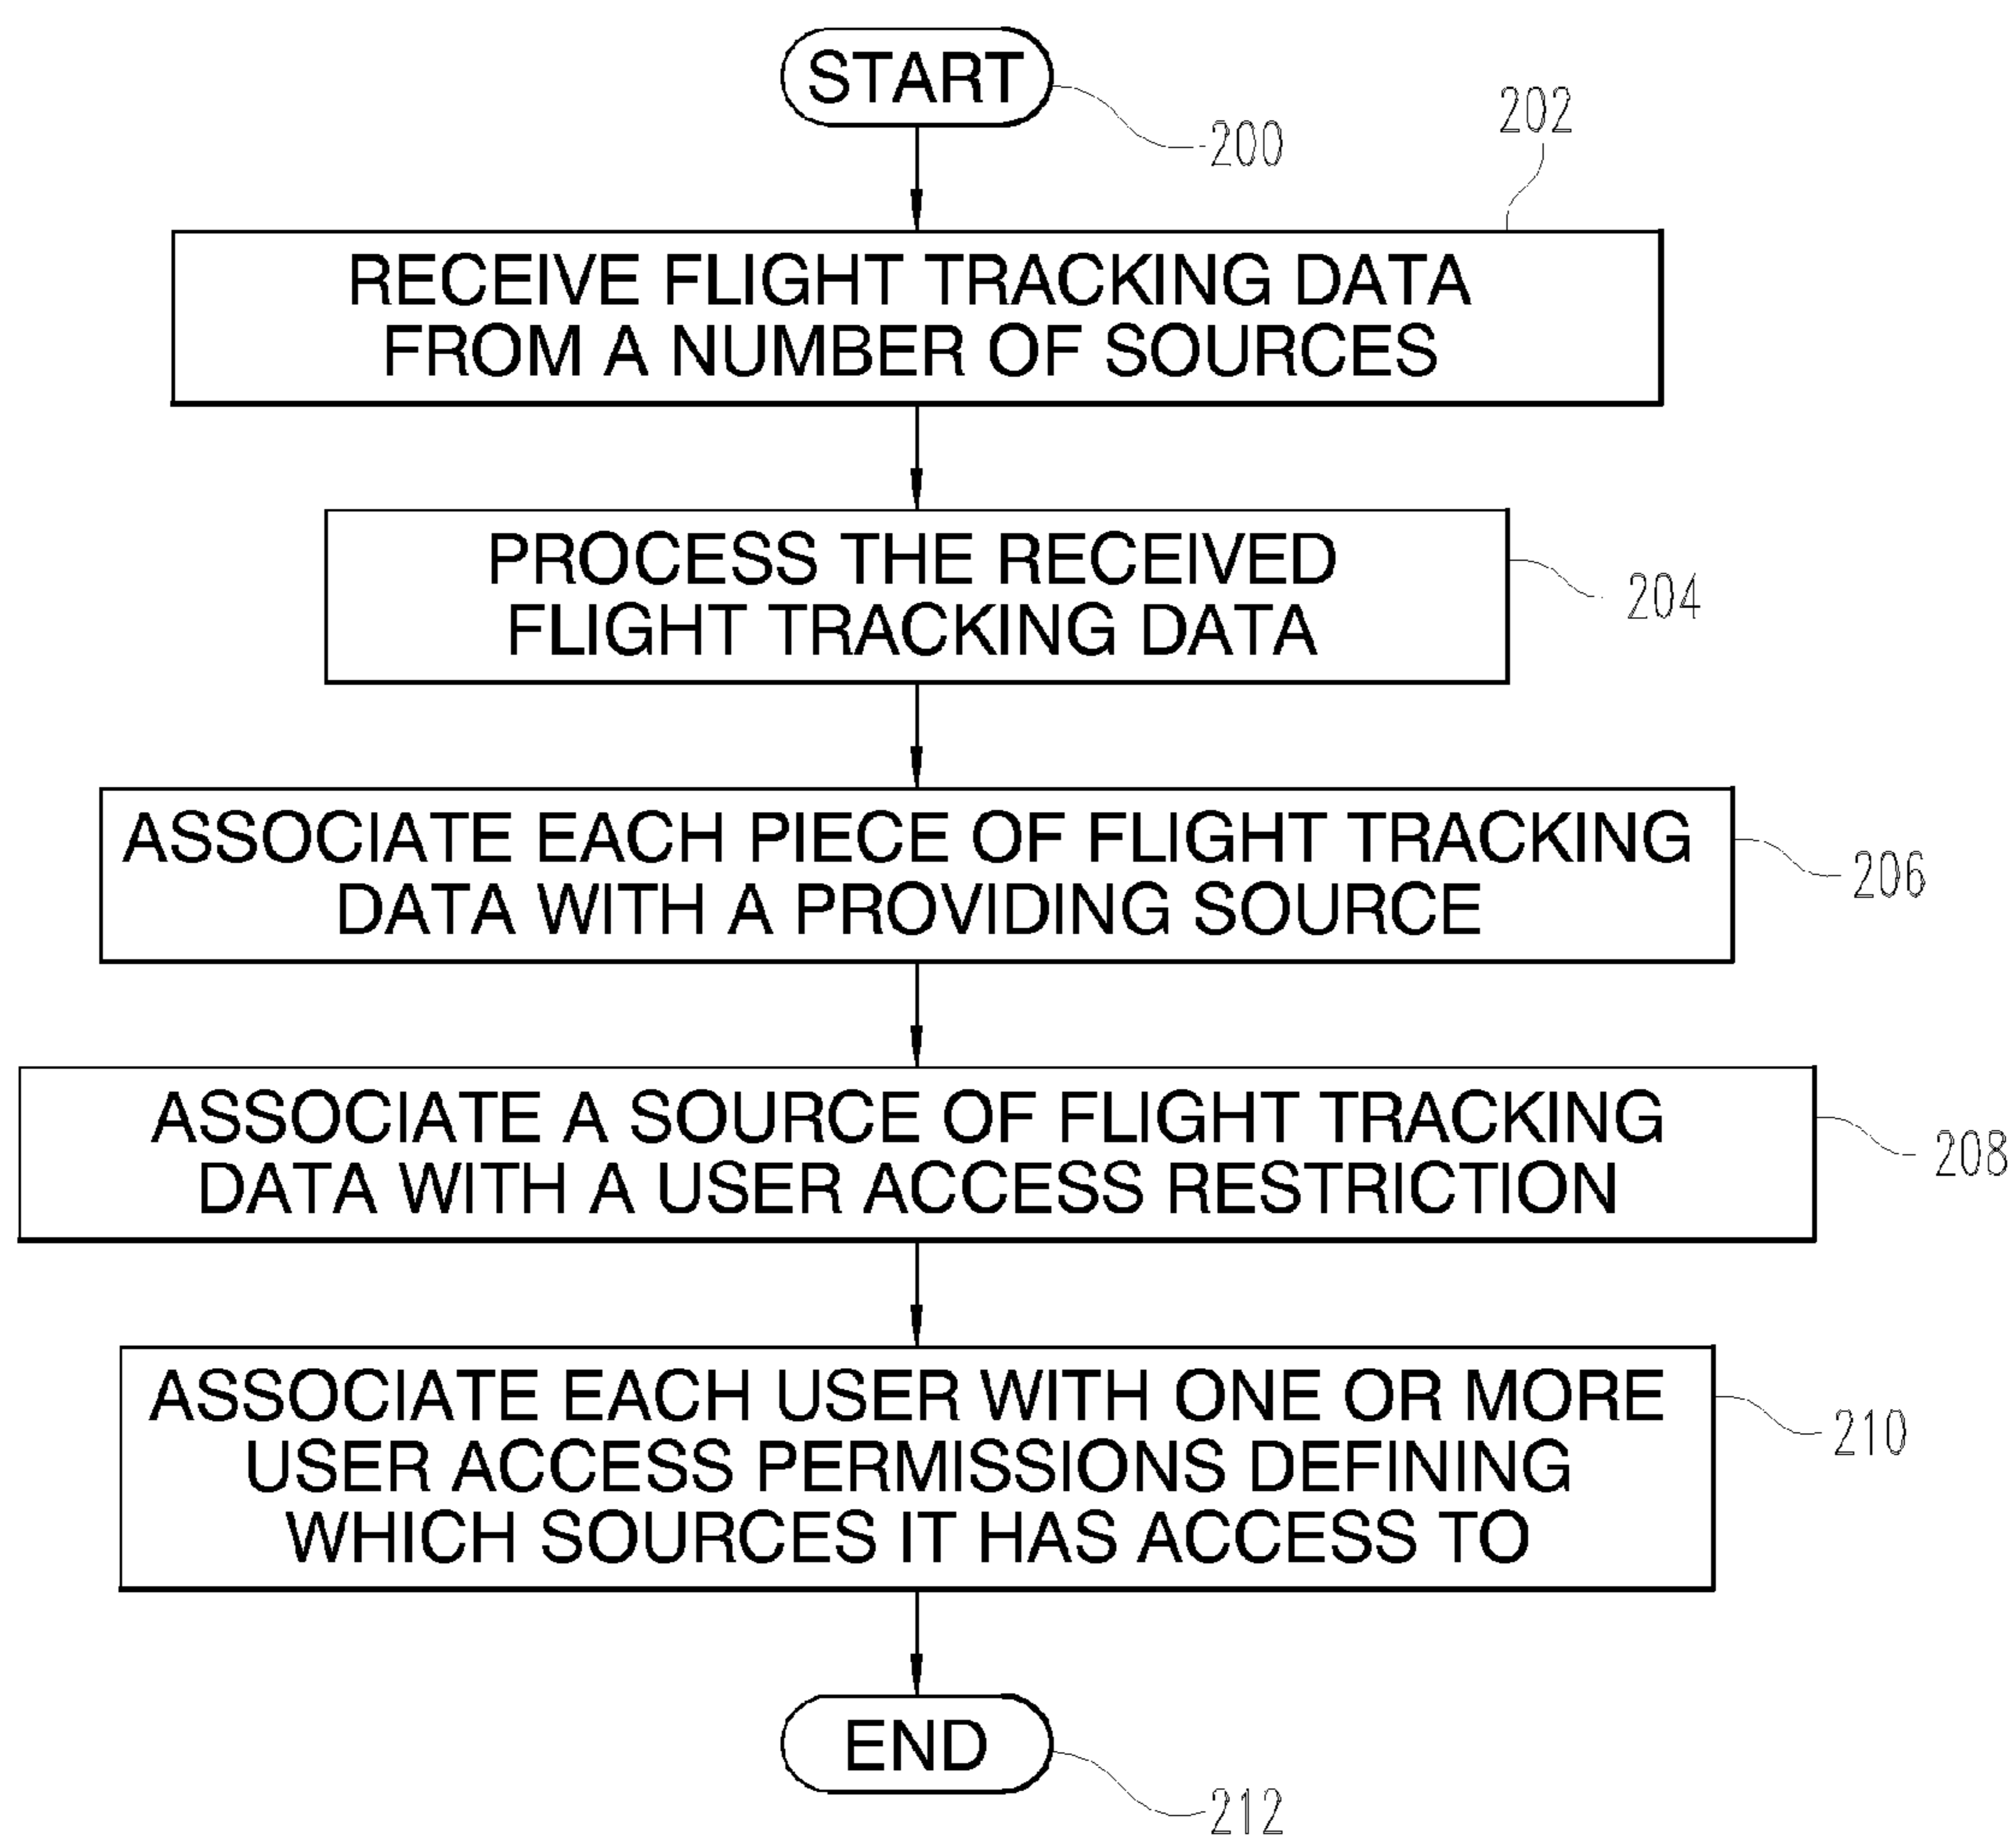 START
200
202
RECEIVE FLIGHT TRACKING DATA
FROM A NUMBER OF SOURCES
PROCESS THE RECEIVED
FLIGHT TRACKING DATA
204
ASSOCIATE EACH PIECE OF FLIGHT TRACKING
DATA WITH A PROVIDING SOURCE
206
ASSOCIATE A SOURCE OF FLIGHT TRACKING
DATA WITH A USER ACCESS RESTRICTION
208
ASSOCIATE EACH USER WITH ONE OR MORE
USER ACCESS PERMISSIONS DEFINING
WHICH SOURCES IT HAS ACCESS TO
210
END
212